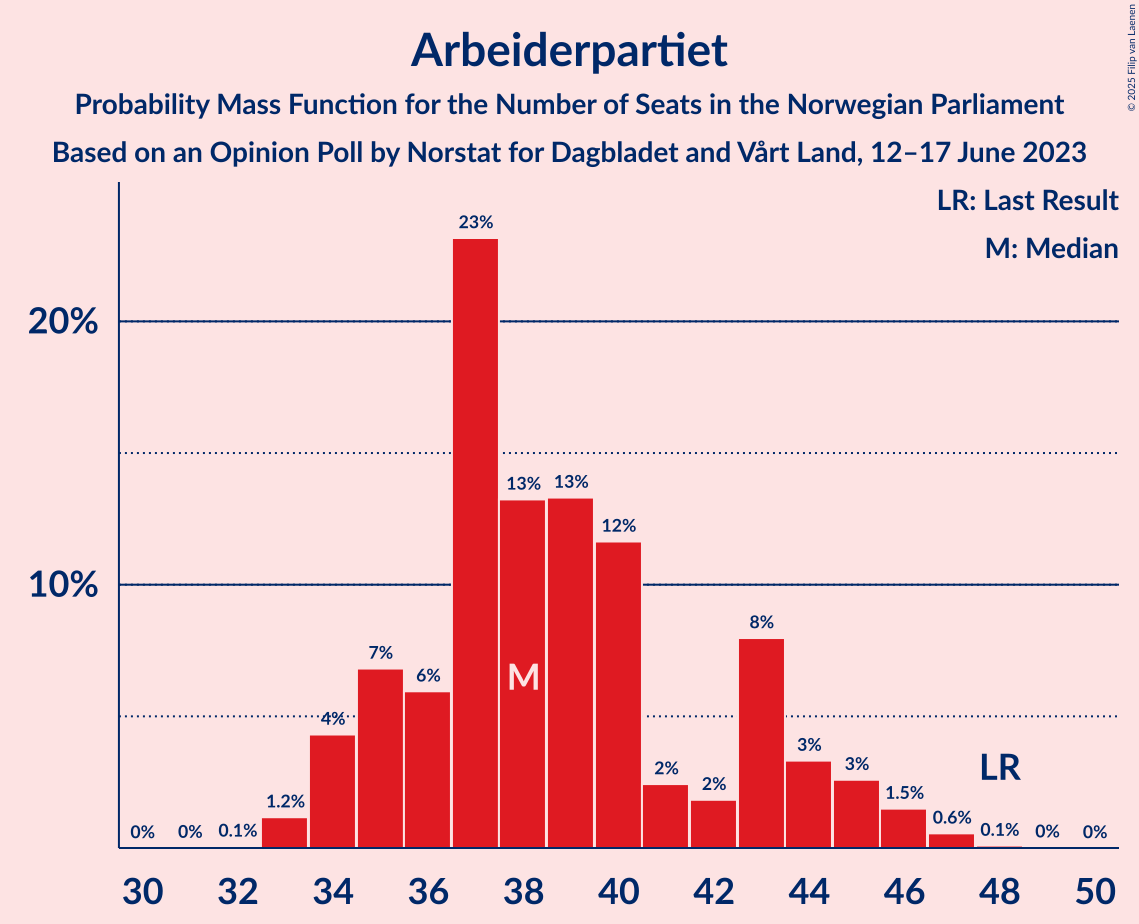 Arbeiderpartiet
Probability Mass Function for the Number of Seats in the Norwegian Parliament
Based on an Opinion Poll by Norstat for Dagbladet and Vårt Land, 12–17 June 2023
© 2025 Filip van Laenen
LR: Last Result
M: Median
20%
10%
0%
0%
0.1%
1.2%
4%
7%
6%
23%
13%
13%
12%
2%
2%
8%
3%
3%
1.5%
0.6%
0.1%
0%
0%
M
LR
30 32 34 36 38 40 42 44 46 48 50